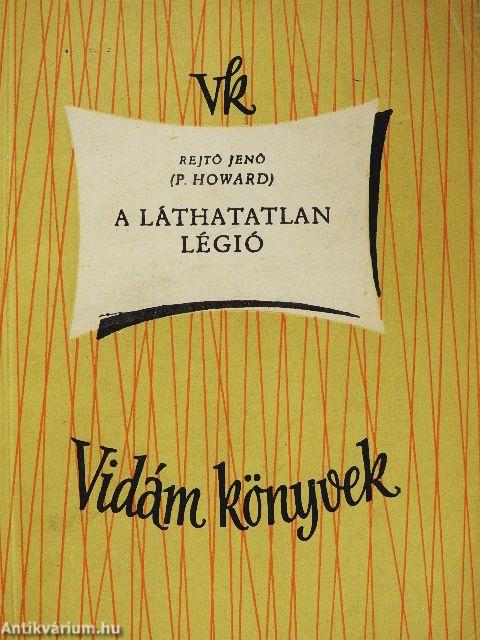 vk
REJTŐ JENŐ
(P. HOWARD)
A LÁTHATATLAN
LÉGIÓ
Vidám könyvek
Antikvárium.hu